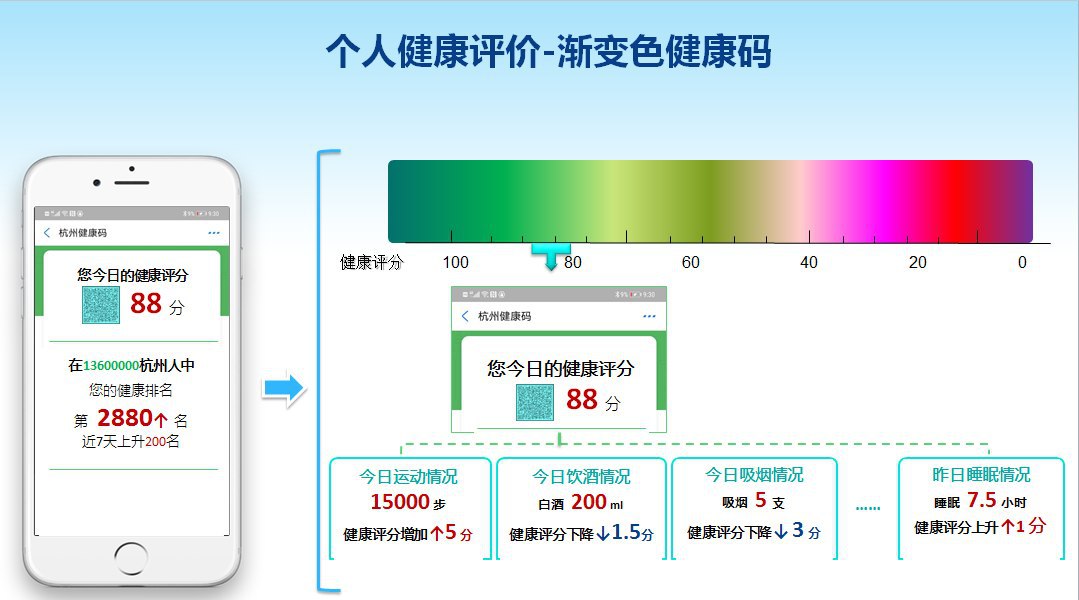 个人健康评价-渐变色健康码
9:30
杭州健康码
您今日的健康评分
88 分
在13600000杭州人中
您的健康排名
第 2880↑ 名
近7天上升200名
健康评分 100 80 60 40 20 0
9% 9:30
杭州健康码
您今日的健康评分
88 分
今日运动情况
15000 步
健康评分增加↑5 分
今日饮酒情况
白酒 200 ml
健康评分下降↓1.5分
今日吸烟情况
吸烟 5 支
健康评分下降↓3 分
......
昨日睡眠情况
睡眠 7.5 小时
健康评分上升↑1 分